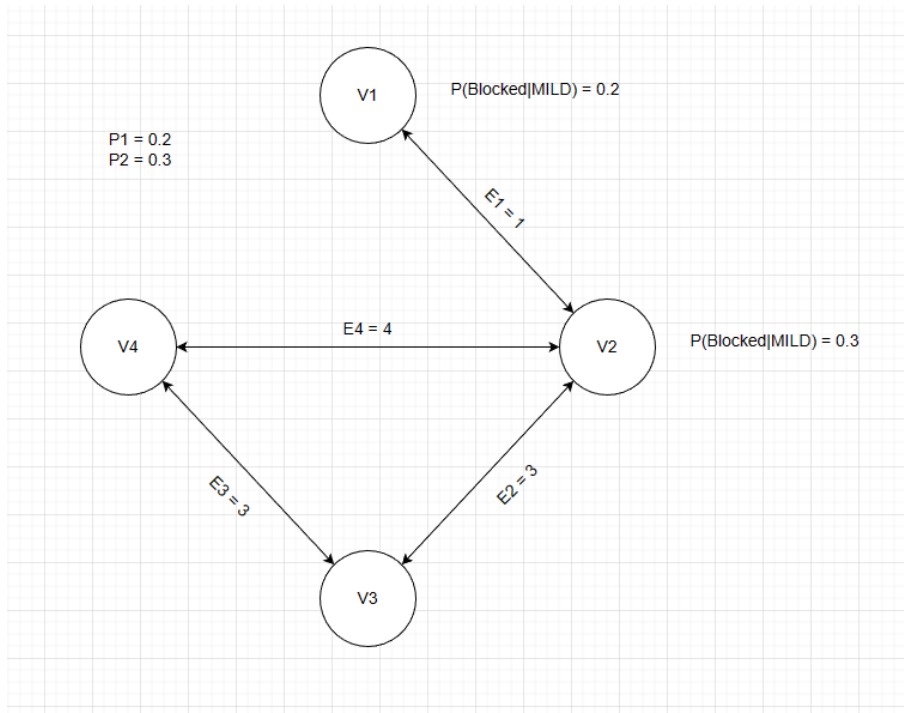 V1
P(Blocked|MILD) = 0.2
P1 = 0.2
P2 = 0.3
E1 = 1
V4
E4 = 4
V2
P(Blocked|MILD) = 0.3
E3 = 3
E2 = 3
V3